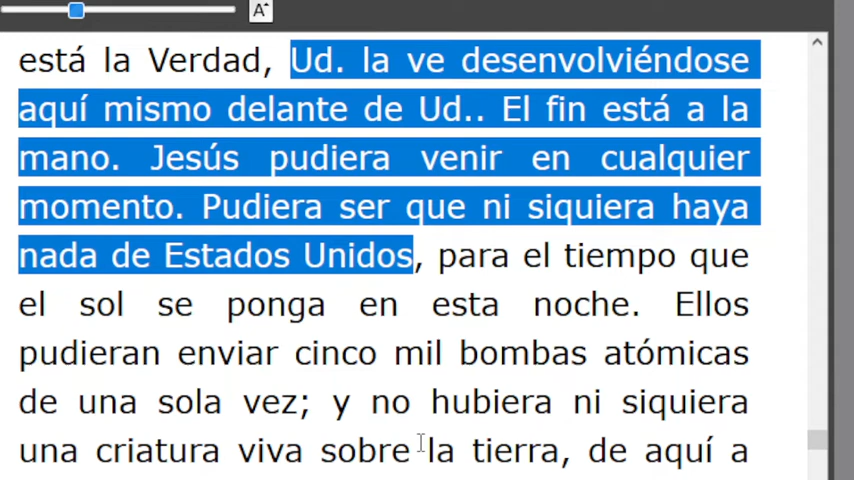 A
está la Verdad, Ud. la ve desenvolviéndose
aquí mismo delante de Ud.. El fin está a la
mano. Jesús pudiera venir en cualquier
momento. Pudiera ser que ni siquiera haya
nada de Estados Unidos, para el tiempo que
el sol se ponga en esta noche. Ellos
pudieran enviar cinco mil bombas atómicas
de una sola vez; y no hubiera ni siquiera
una criatura viva sobre la tierra, de aquí a